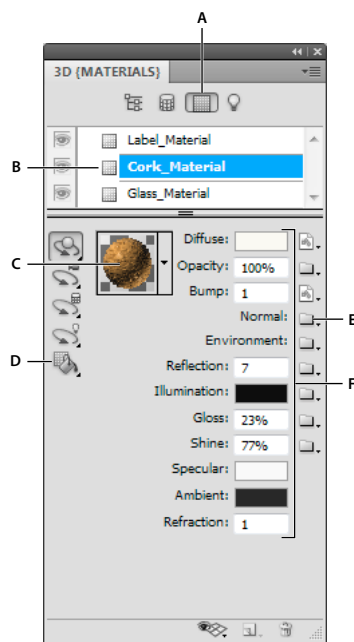 A
3D {MATERIALS}
Label_Material
B
Cork_Material
Glass_Material
Diffuse:
C
Opacity: 100%
Bump: 1
Normal:
E
Environment:
D
Reflection: 7
F
Illumination:
Gloss: 23%
Shine: 77%
Specular:
Ambient:
Refraction: 1